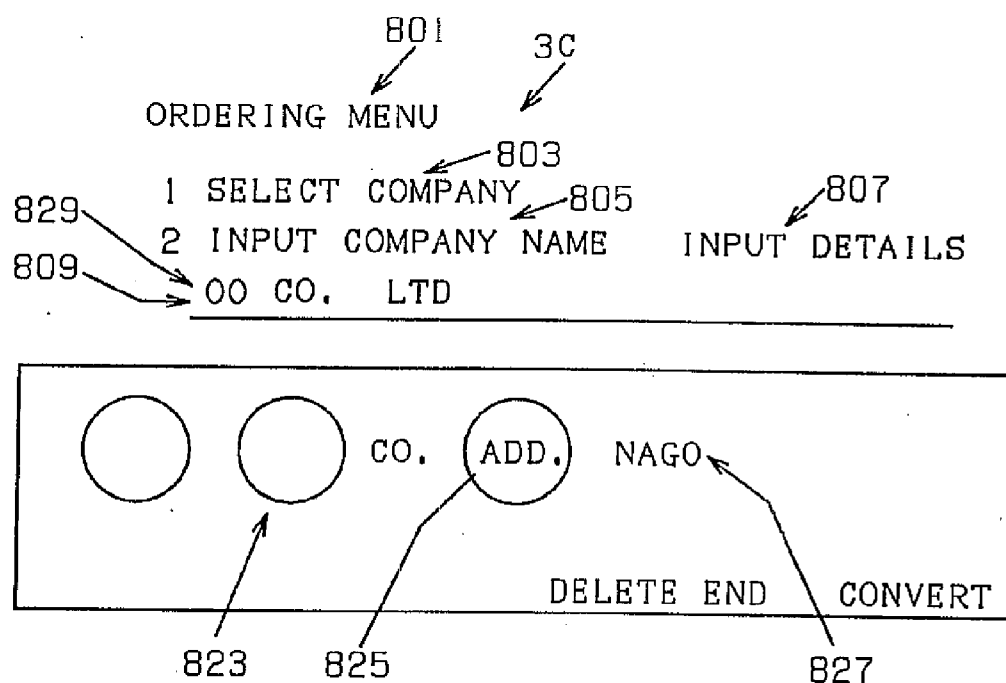 801
3C
ORDERING MENU
803
1 SELECT COMPANY
805
807
829
2 INPUT COMPANY NAME INPUT DETAILS
809
OO CO. LTD
CO. ADD. NAGO
DELETE END CONVERT
823 825 827